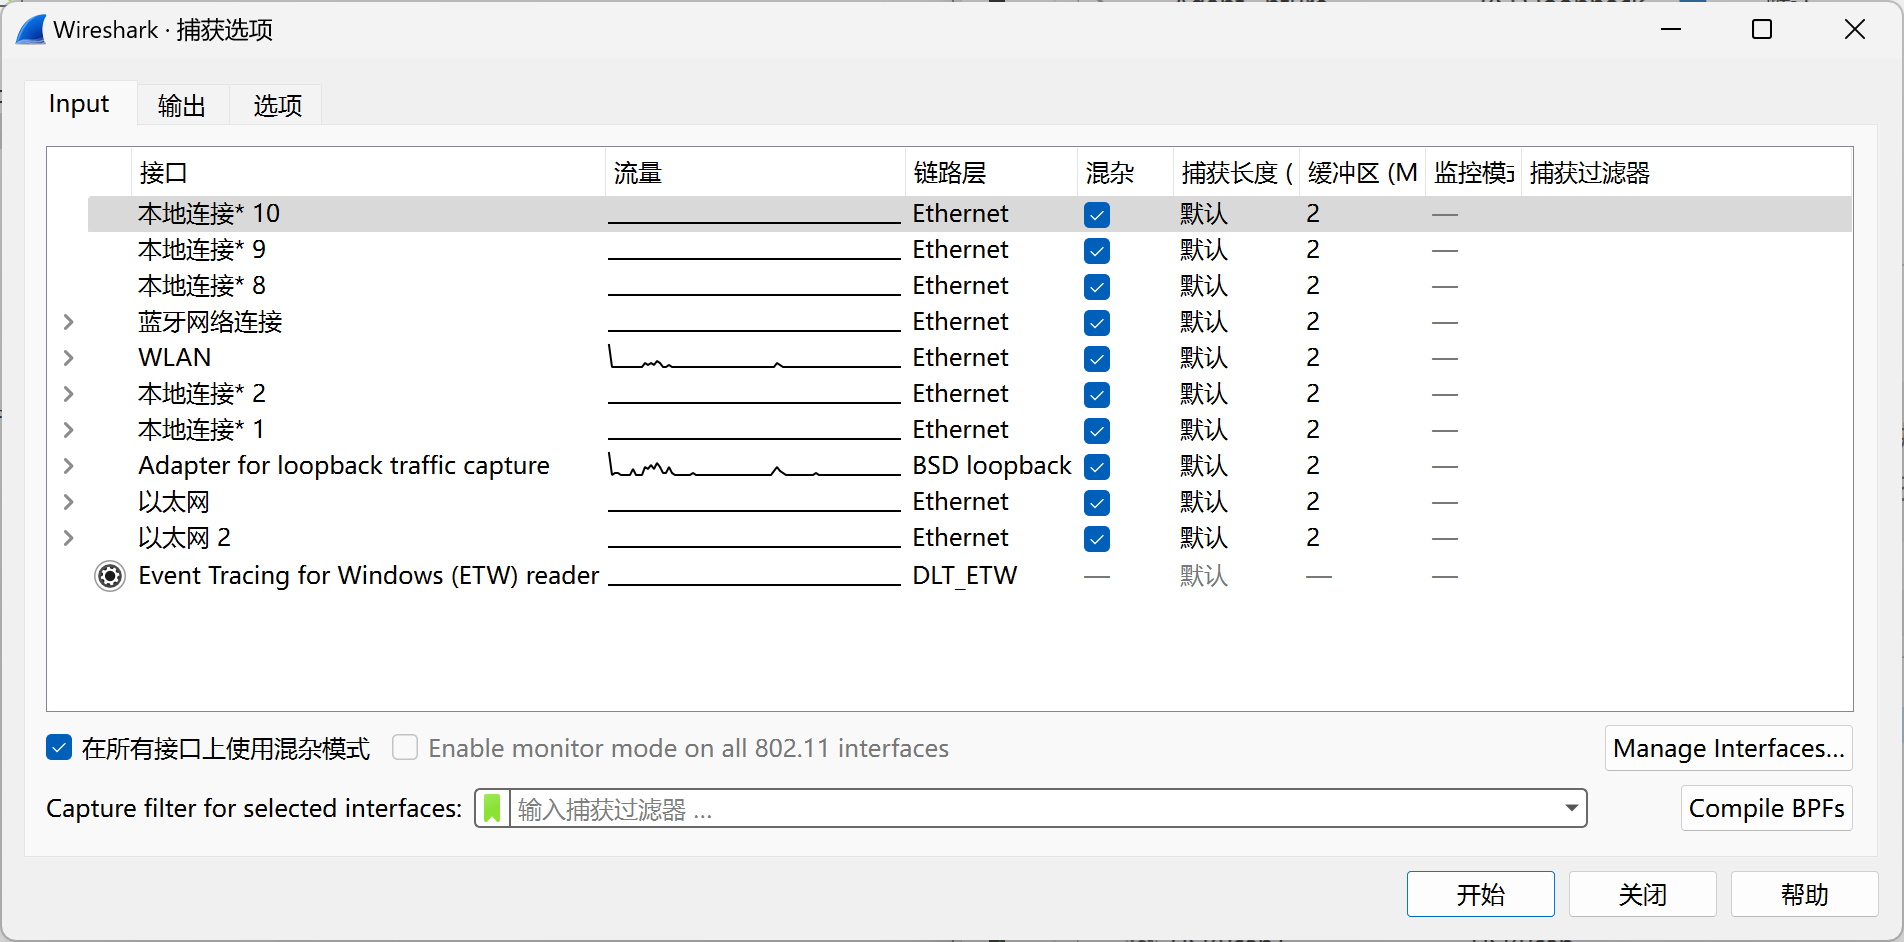 Wireshark · 捕获选项
Input 输出 选项
接口 流量 链路层 混杂 捕获长度 ( 缓冲区 (M 监控模式 捕获过滤器
本地连接* 10 Ethernet 默认 2 —
本地连接* 9 Ethernet 默认 2 —
本地连接* 8 Ethernet 默认 2 —
蓝牙网络连接 Ethernet 默认 2 —
WLAN Ethernet 默认 2 —
本地连接* 2 Ethernet 默认 2 —
本地连接* 1 Ethernet 默认 2 —
Adapter for loopback traffic capture BSD loopback 默认 2 —
以太网 Ethernet 默认 2 —
以太网 2 Ethernet 默认 2 —
Event Tracing for Windows (ETW) reader DLT_ETW — 默认 — —
在所有接口上使用混杂模式 Enable monitor mode on all 802.11 interfaces Manage Interfaces...
Capture filter for selected interfaces: 输入捕获过滤器 ... Compile BPFs
开始 关闭 帮助